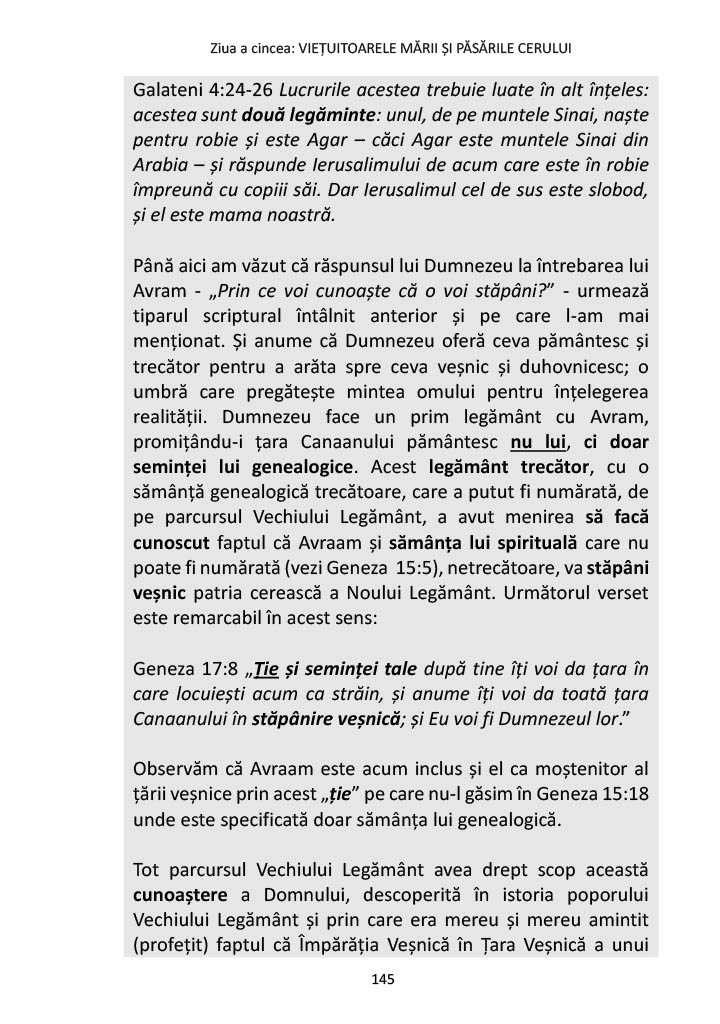 Ziua a cincea: VIEȚUITOARELE MĂRII ȘI PĂSĂRILE CERULUI
Galateni 4:24-26 Lucrurile acestea trebuie luate în alt înțeles:
acestea sunt două legăminte: unul, de pe muntele Sinai, naște
pentru robie și este Agar – căci Agar este muntele Sinai din
Arabia – și răspunde Ierusalimului de acum care este în robie
împreună cu copiii săi. Dar Ierusalimul cel de sus este slobod,
și el este mama noastră.
Până aici am văzut că răspunsul lui Dumnezeu la întrebarea lui
Avram - „Prin ce voi cunoaște că o voi stăpâni?” - urmează
tiparul scriptural întâlnit anterior și pe care l-am mai
menționat. Și anume că Dumnezeu oferă ceva pământesc și
trecător pentru a arăta spre ceva veșnic și duhovnicesc; o
umbră care pregătește mintea omului pentru înțelegerea
realității. Dumnezeu face un prim legământ cu Avram,
promițându-i țara Canaanului pământesc nu lui, ci doar
seminței lui genealogice. Acest legământ trecător, cu o
sămânță genealogică trecătoare, care a putut fi numărată, de
pe parcursul Vechiului Legământ, a avut menirea să facă
cunoscut faptul că Avraam și sămânța lui spirituală care nu
poate fi numărată (vezi Geneza 15:5), netrecătoare, va stăpâni
veșnic patria cerească a Noului Legământ. Următorul verset
este remarcabil în acest sens:
Geneza 17:8 „Ție și seminței tale după tine îți voi da țara în
care locuiești acum ca străin, și anume îți voi da toată țara
Canaanului în stăpânire veșnică; și Eu voi fi Dumnezeul lor.”
Observăm că Avraam este acum inclus și el ca moștenitor al
țării veșnice prin acest „ție” pe care nu-l găsim în Geneza 15:18
unde este specificată doar sămânța lui genealogică.
Tot parcursul Vechiului Legământ avea drept scop această
cunoaștere a Domnului, descoperită în istoria poporului
Vechiului Legământ și prin care era mereu și mereu amintit
(profețit) faptul că Împărăția Veșnică în Țara Veșnică a unui
145